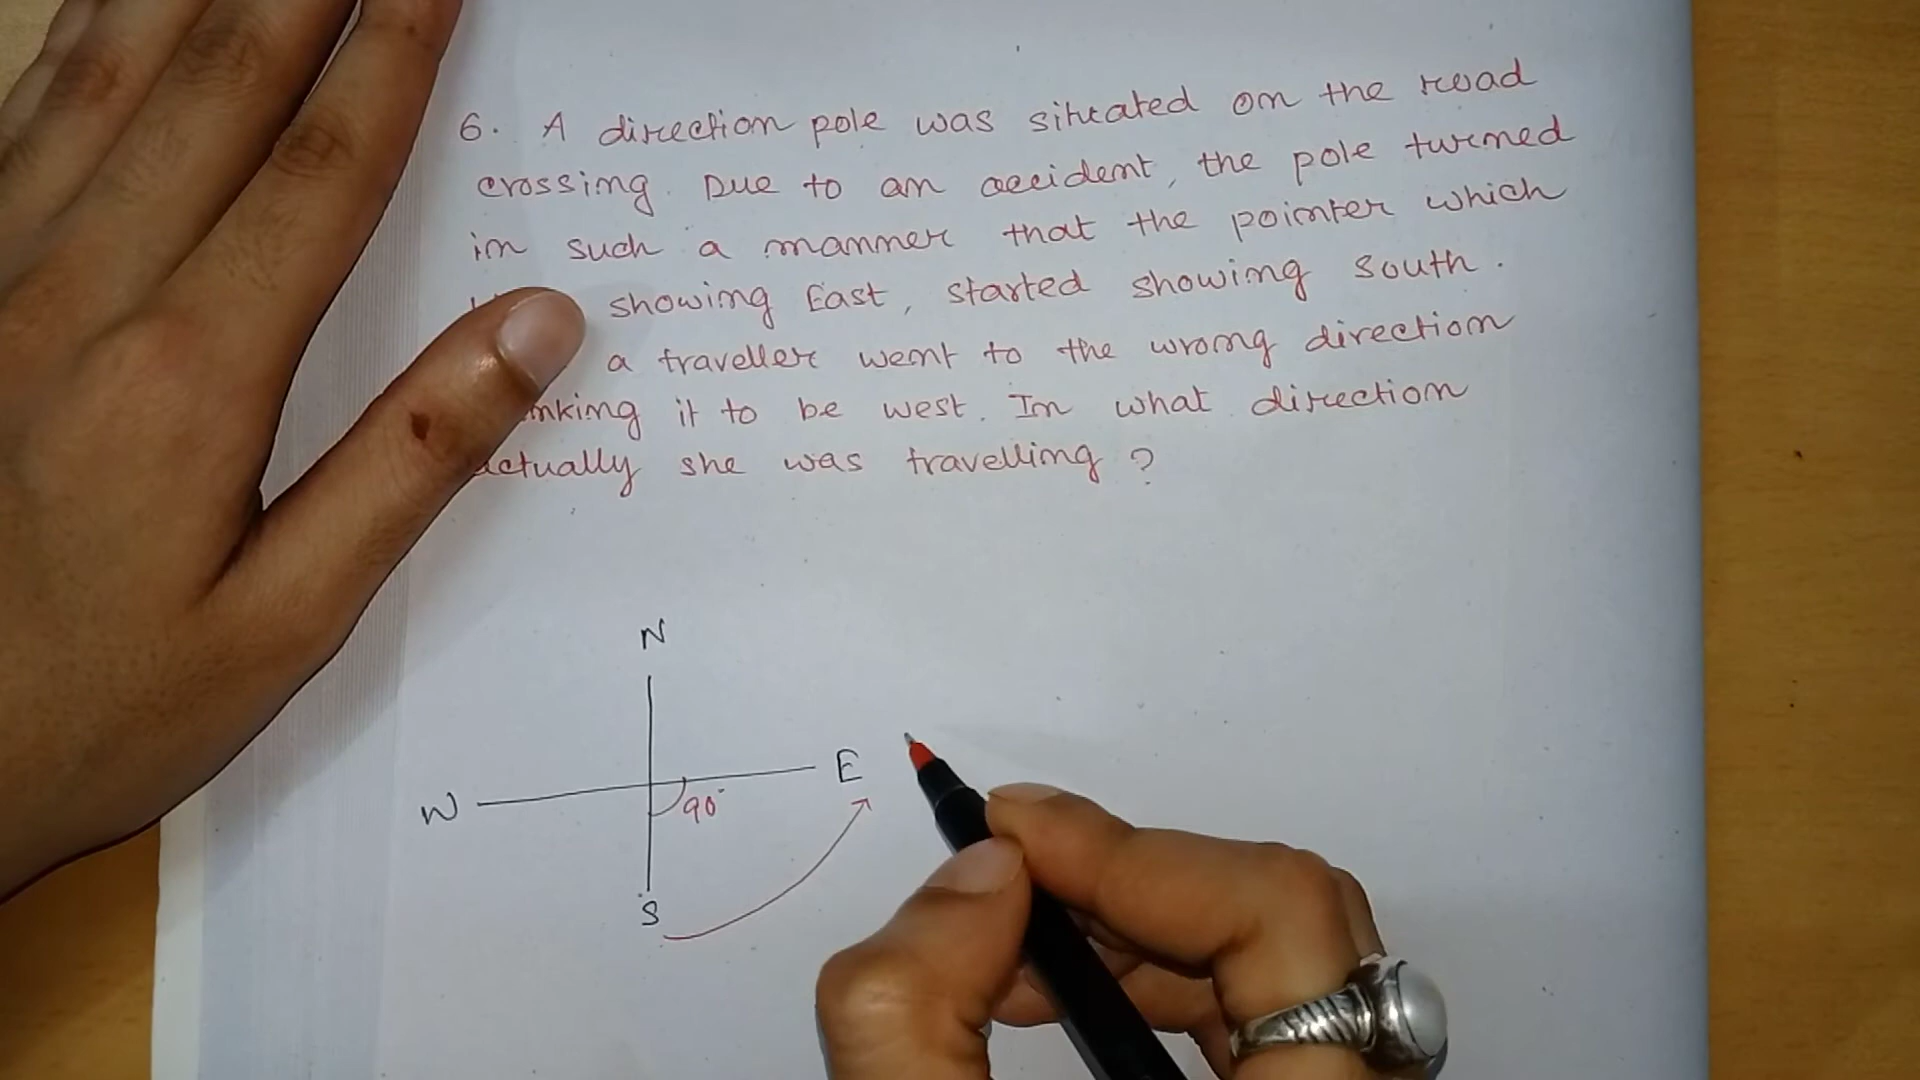 6. A direction pole was situated on the road
crossing. Due to an accident, the pole turned
in such a manner that the pointer which
showing East, started showing south.
a traveller went to the wrong direction
nking it to be west. In what direction
actually she was travelling?
N
E
W
90°
S